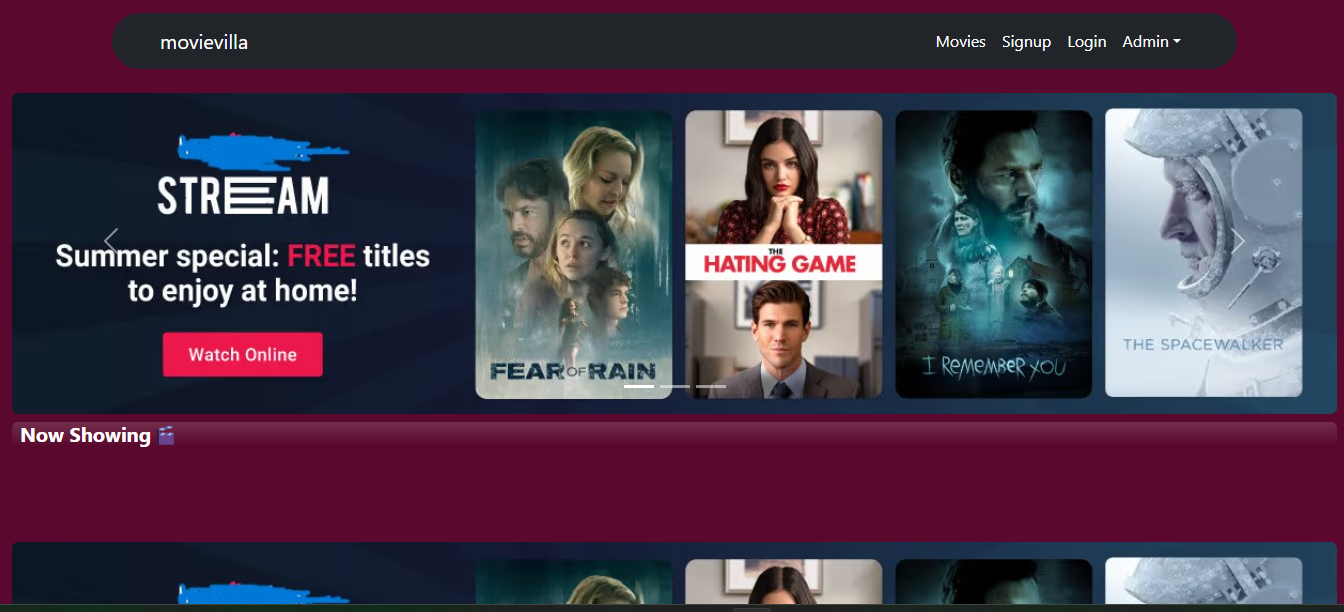 movievilla
Movies Signup Login Admin
STREAM
Summer special: FREE titles
to enjoy at home!
Watch Online
FEAR OF RAIN
THE
HATING GAME
I REMEMBER YOU
THE SPACEWALKER
Now Showing 🎬